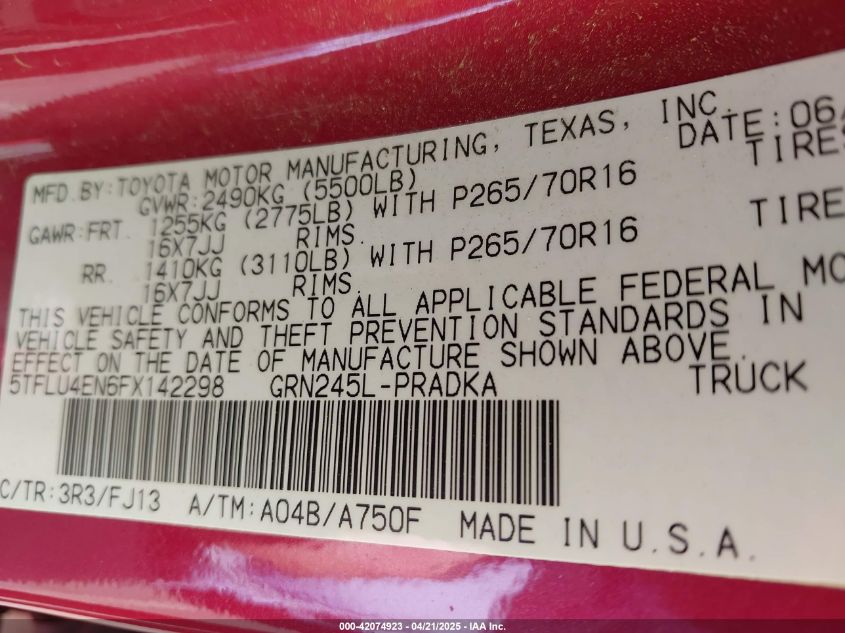 MFD. BY: TOYOTA MOTOR MANUFACTURING, TEXAS, INC. DATE: 06
GVWR: 2490KG (5500LB)
GAWR: FRT. 1255KG (2775LB) WITH P265/70R16 TIRES
16X7JJ RIMS.
RR. 1410KG (3110LB) WITH P265/70R16 TIRE
16X7JJ RIMS.
THIS VEHICLE CONFORMS TO ALL APPLICABLE FEDERAL MO
VEHICLE SAFETY AND THEFT PREVENTION STANDARDS IN
EFFECT ON THE DATE OF MANUFACTURE SHOWN ABOVE.
5TFLU4EN6FX142298 GRN245L-PRADKA TRUCK
C/TR: 3R3/FJ13 A/TM: A04B/A750F MADE IN U.S.A.
000-42074923 - 04/21/2025 - IAA Inc.